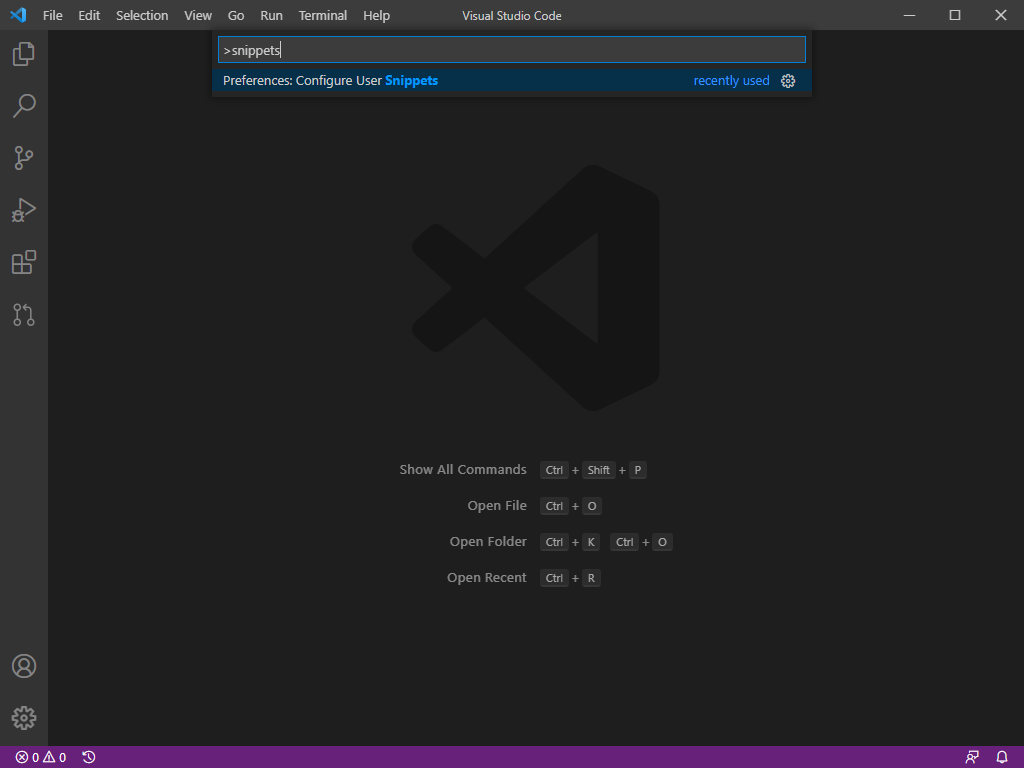 File Edit Selection View Go Run Terminal Help Visual Studio Code
>snippets
Preferences: Configure User Snippets recently used
Show All Commands Ctrl + Shift + P
Open File Ctrl + O
Open Folder Ctrl + K Ctrl + O
Open Recent Ctrl + R
0 0